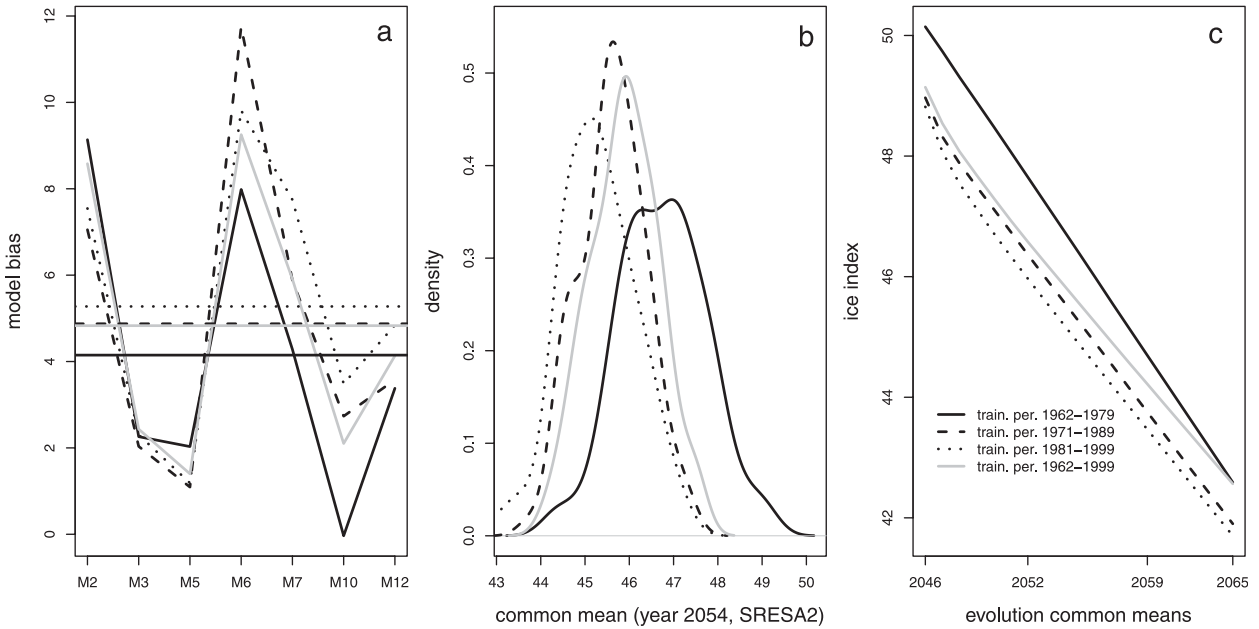 a
model bias
12
10
8
6
4
2
0
M2 M3 M5 M6 M7 M10 M12
b
density
0.5
0.4
0.3
0.2
0.1
0.0
43 44 45 46 47 48 49 50
common mean (year 2054, SRESA2)
c
ice index
50
48
46
44
42
train. per. 1962−1979
train. per. 1971−1989
train. per. 1981−1999
train. per. 1962−1999
2046 2052 2059 2065
evolution common means